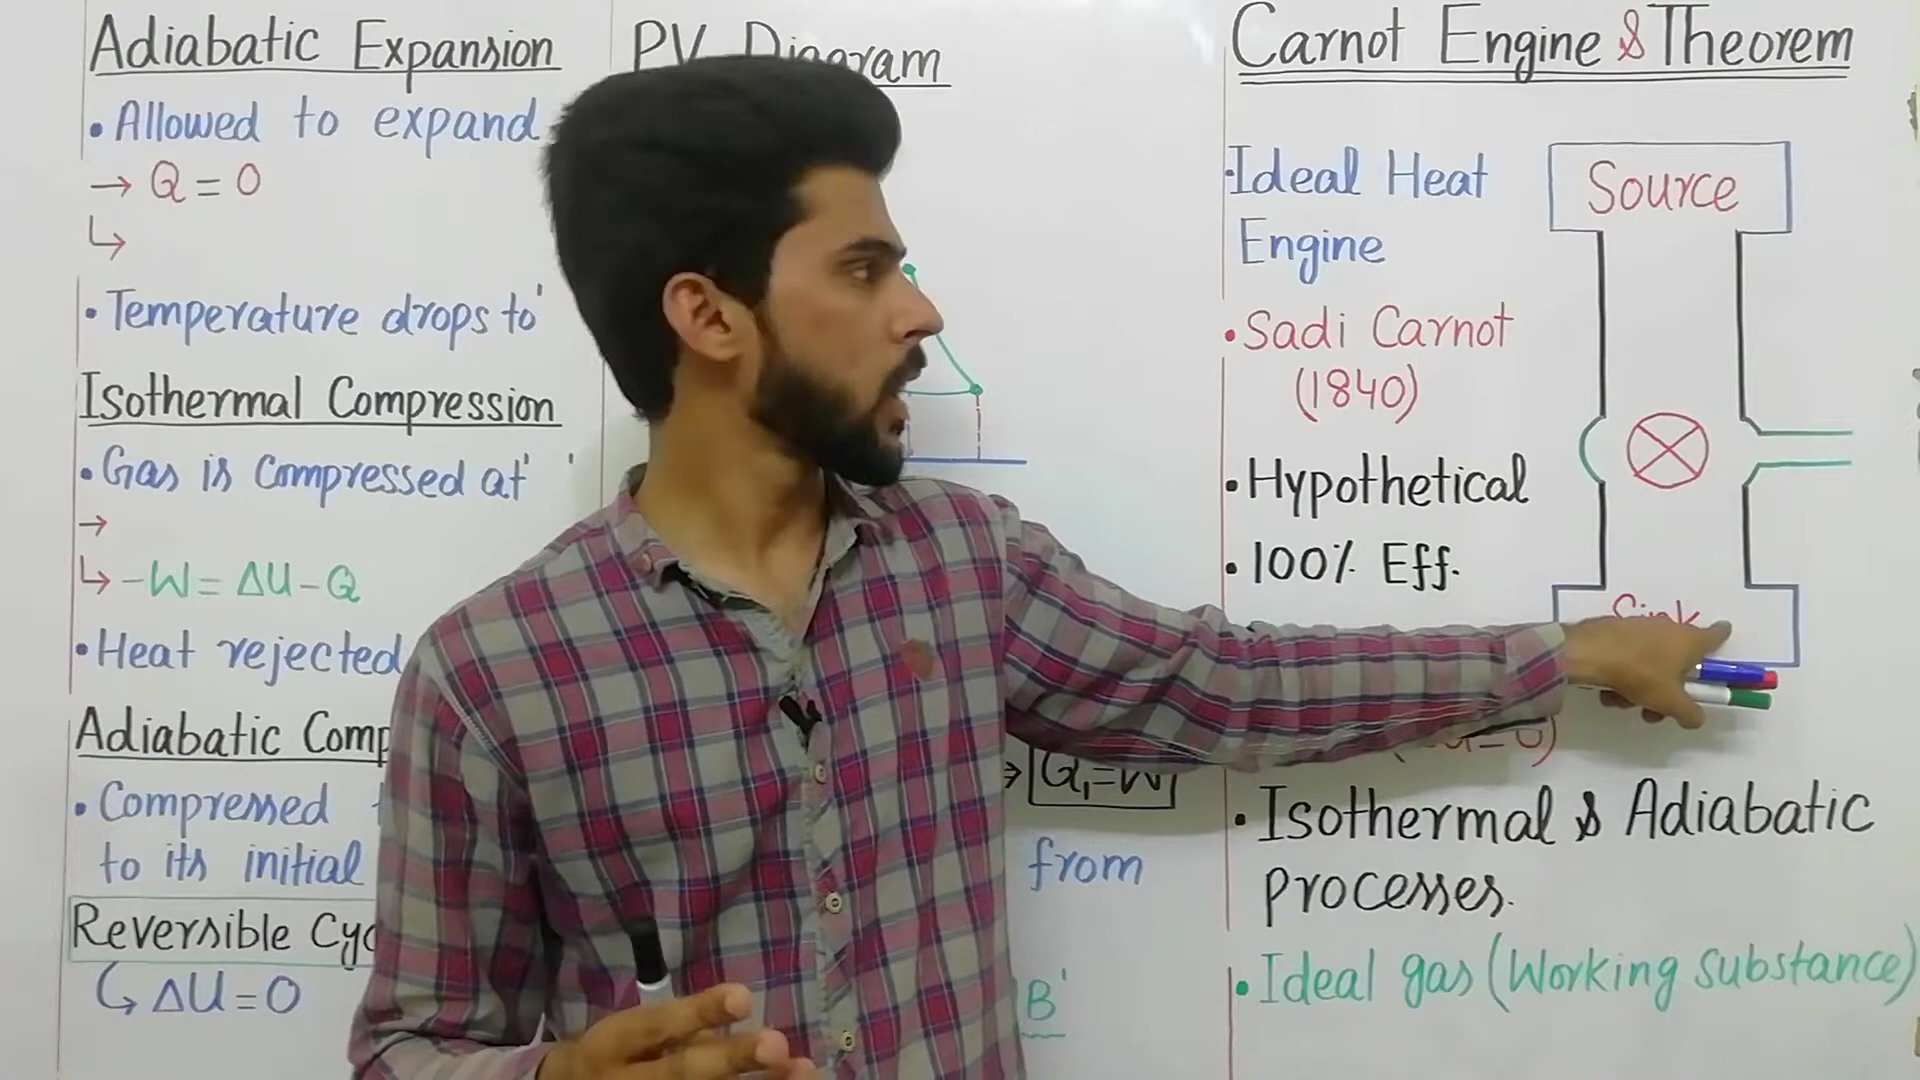 Adiabatic Expansion
• Allowed to expand
→ Q = 0
↳
• Temperature drops to'
Isothermal Compression
• Gas is compressed at'
→
↳ -W = ΔU - Q
• Heat rejected
Adiabatic Comp
• Compressed
to its initial
Reversible Cyc
↳ ΔU = 0
PV Diagram
⇒ Q₁=W
from
B'
Carnot Engine & Theorem
• Ideal Heat
Engine
• Sadi Carnot
(1840)
• Hypothetical
• 100% Eff.
Source
Sink
• Isothermal & Adiabatic
processes.
• Ideal gas (Working substance)